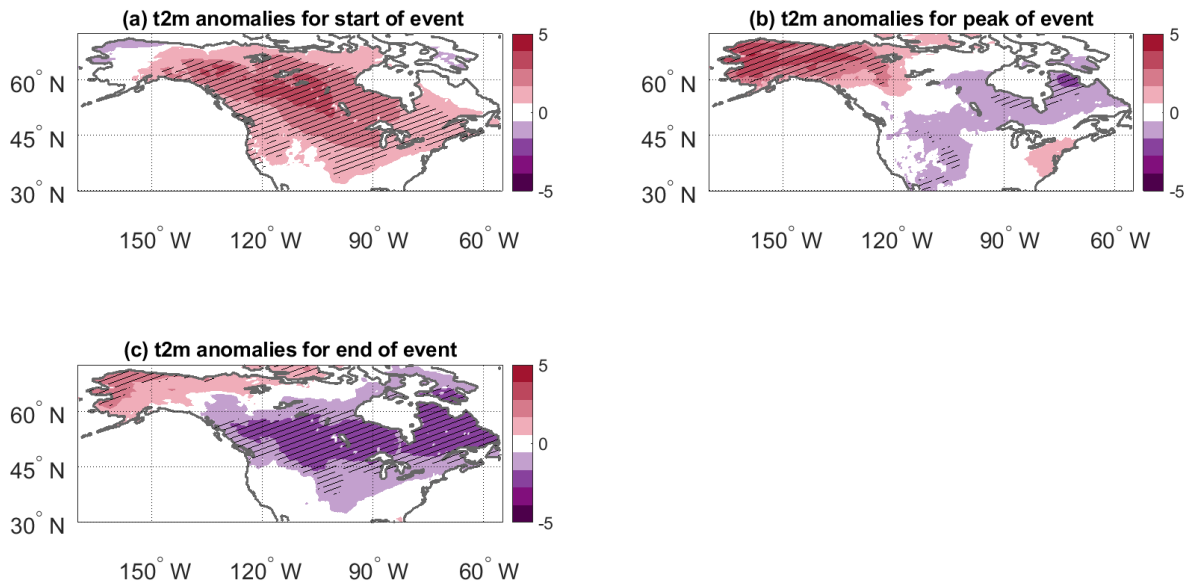 (a) t2m anomalies for start of event
5
0
-5
60° N
45° N
30° N
150° W 120° W 90° W 60° W
(b) t2m anomalies for peak of event
5
0
-5
60° N
45° N
30° N
150° W 120° W 90° W 60° W
(c) t2m anomalies for end of event
5
0
-5
60° N
45° N
30° N
150° W 120° W 90° W 60° W